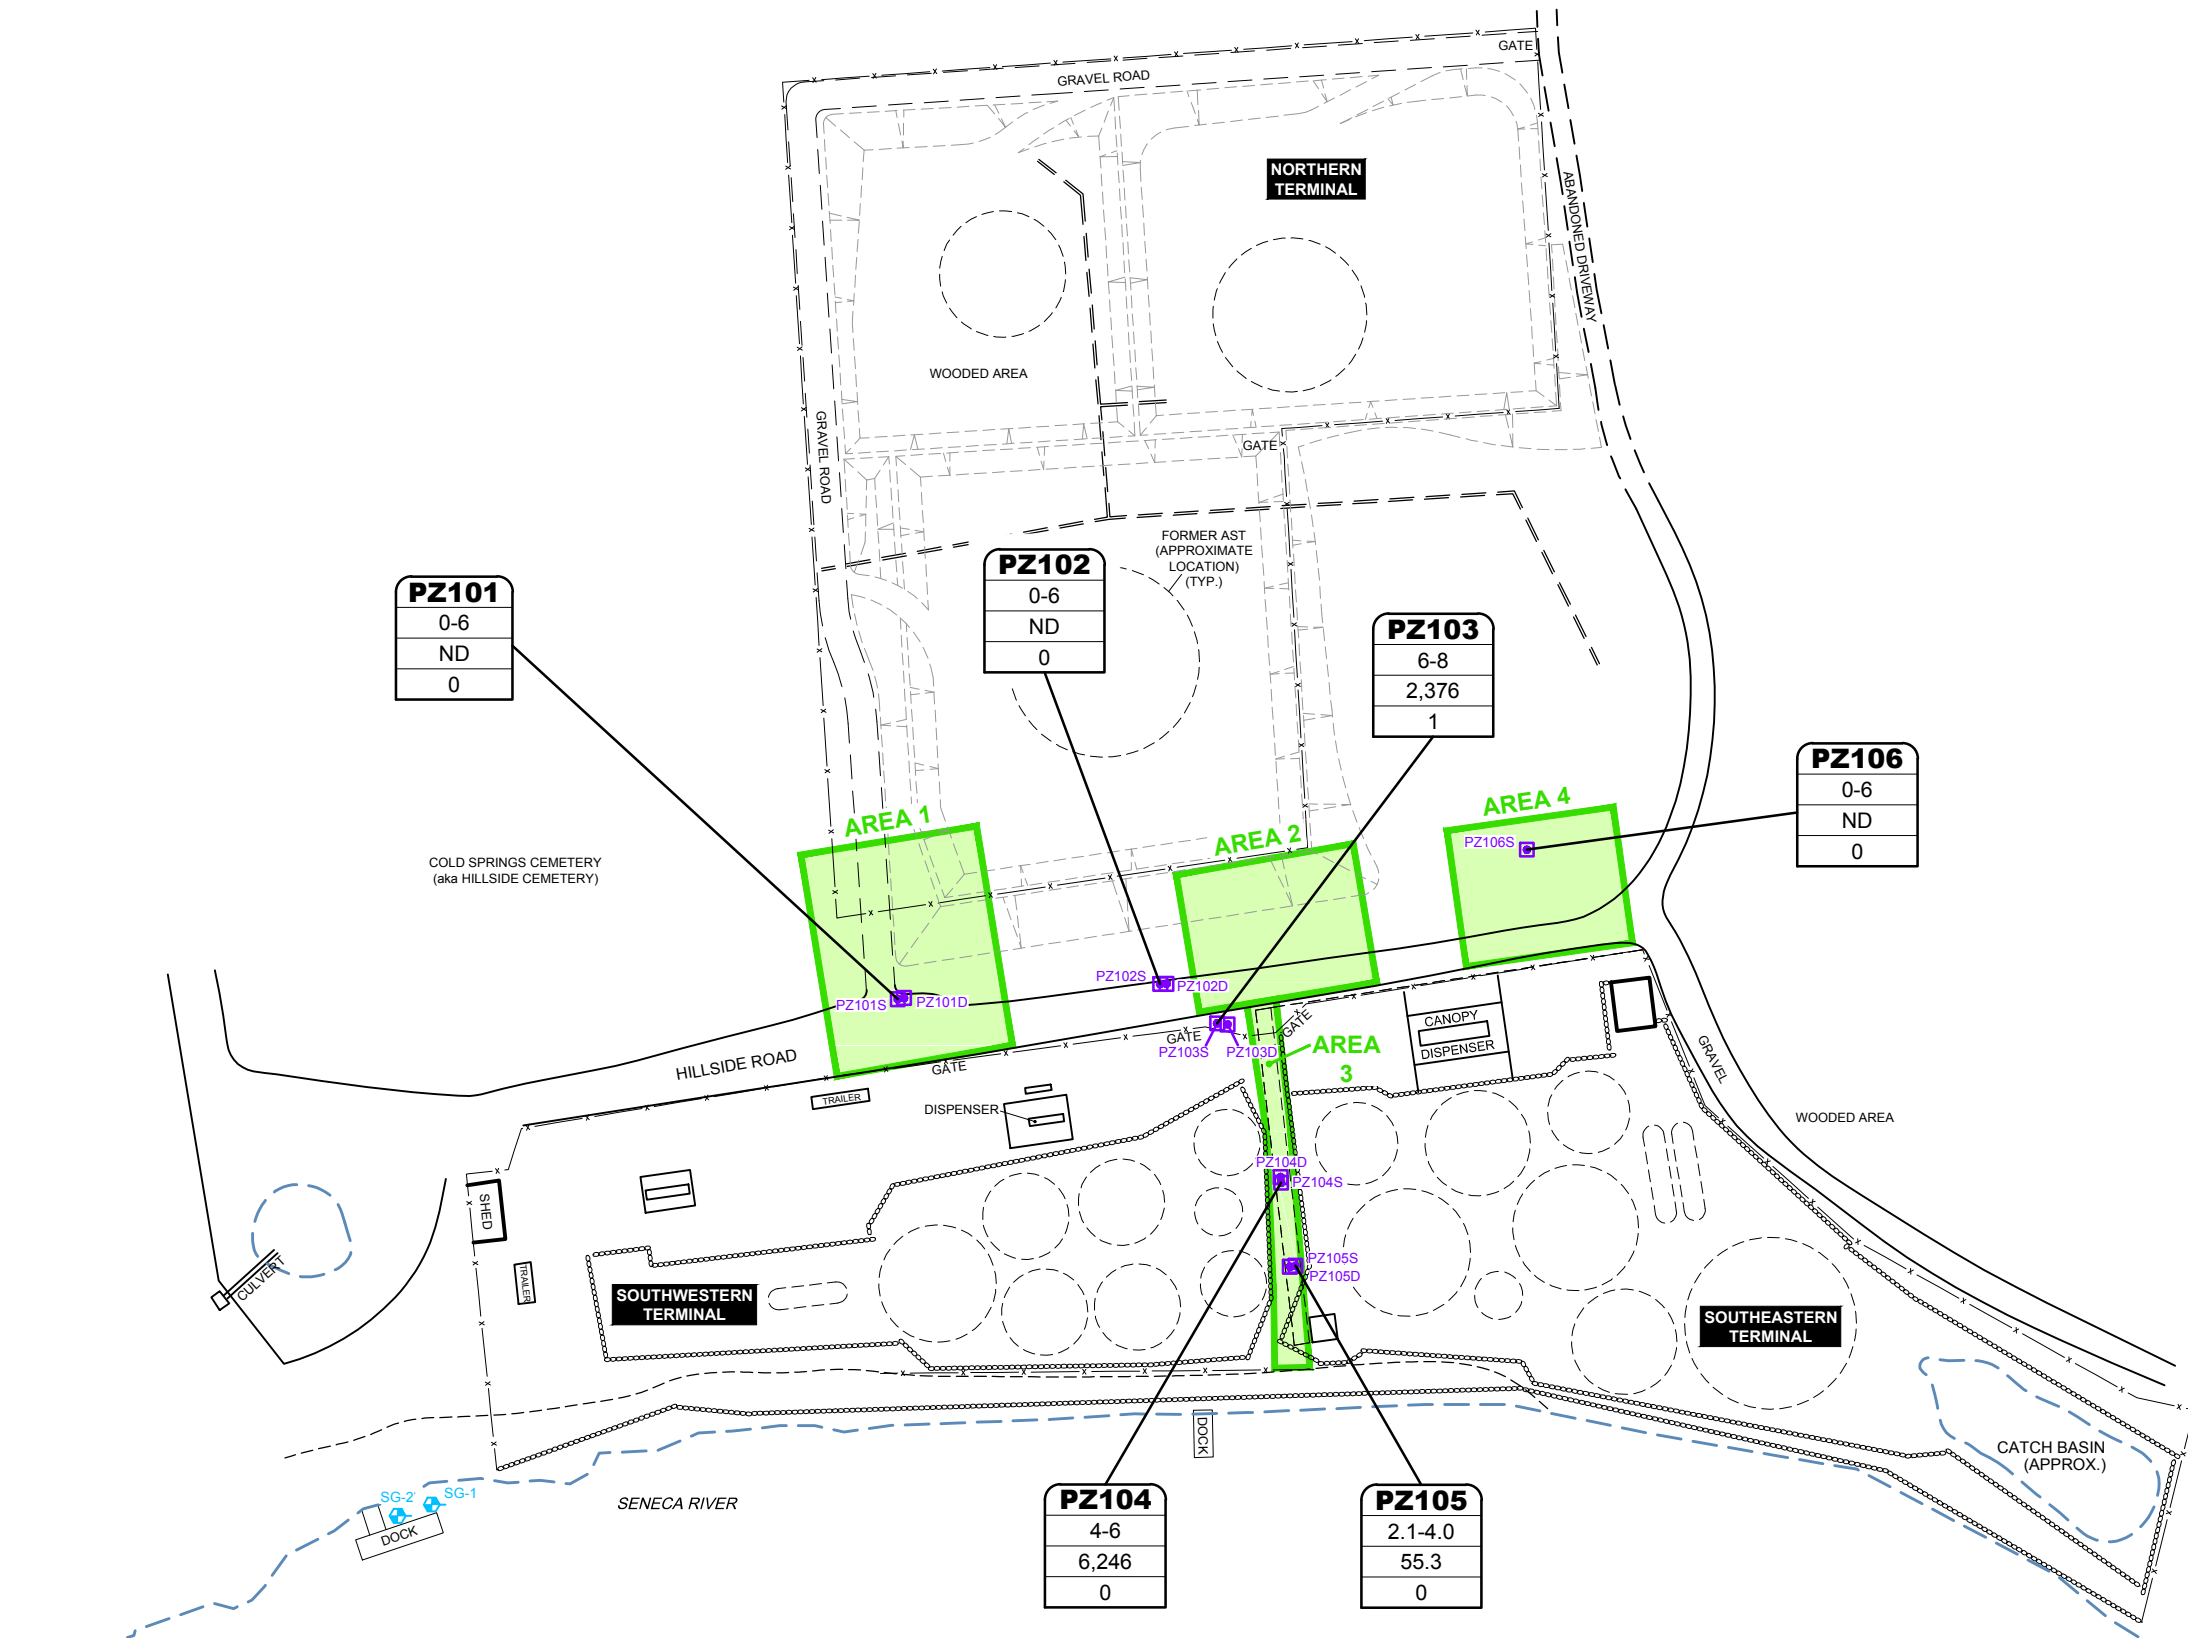 GATE
GRAVEL ROAD
NORTHERN
TERMINAL
ABANDONED DRIVEWAY
WOODED AREA
GRAVEL ROAD
GATE
FORMER AST
(APPROXIMATE
LOCATION)
(TYP.)
PZ101
0-6
ND
0
PZ102
0-6
ND
0
PZ103
6-8
2,376
1
PZ106
0-6
ND
0
AREA 1
AREA 2
AREA 4
PZ106S
COLD SPRINGS CEMETERY
(aka HILLSIDE CEMETERY)
PZ101S
PZ101D
PZ102S
PZ102D
HILLSIDE ROAD
GATE
GATE
GATE
PZ103S
PZ103D
AREA
3
CANOPY
DISPENSER
GRAVEL
TRAILER
DISPENSER
WOODED AREA
PZ104D
PZ104S
SHED
CULVERT
TRAILER
PZ105S
PZ105D
SOUTHWESTERN
TERMINAL
SOUTHEASTERN
TERMINAL
DOCK
CATCH BASIN
(APPROX.)
SG-2
SG-1
DOCK
SENECA RIVER
PZ104
4-6
6,246
0
PZ105
2.1-4.0
55.3
0